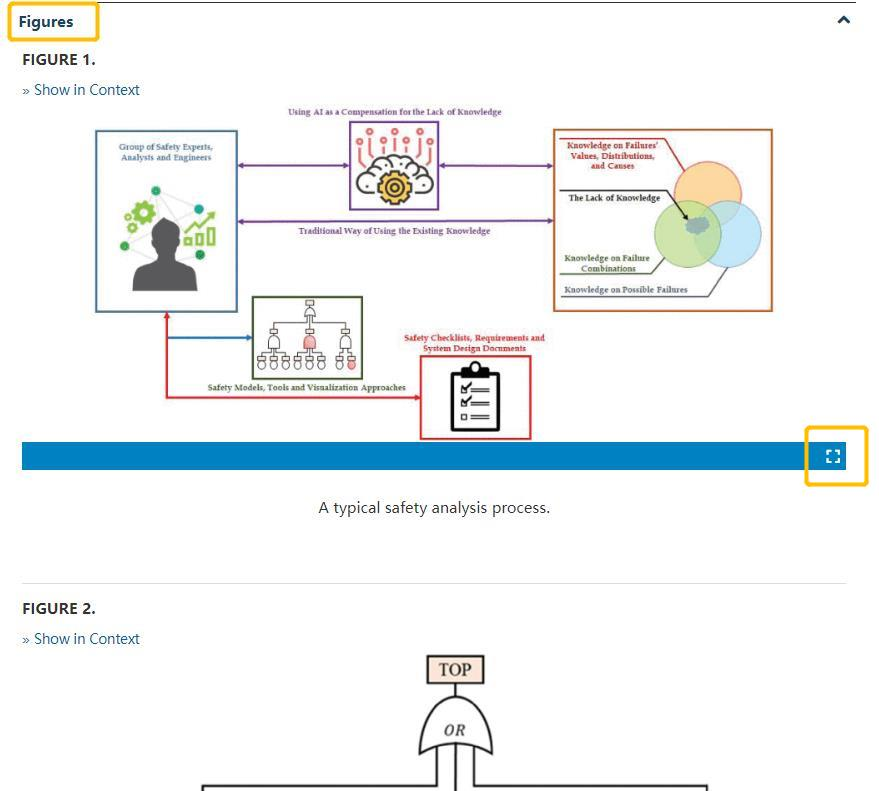 Figures
FIGURE 1.
» Show in Context
Using AI as a Compensation for the Lack of Knowledge
Group of Safety Experts,
Analysts and Engineers
Knowledge on Failures'
Values, Distributions,
and Causes
The Lack of Knowledge
Traditional Way of Using the Existing Knowledge
Knowledge on Failure
Combinations
Knowledge on Possible Failures
Safety Checklists, Requirements and
System Design Documents
Safety Models, Tools and Visualization Approaches
A typical safety analysis process.
FIGURE 2.
» Show in Context
TOP
OR